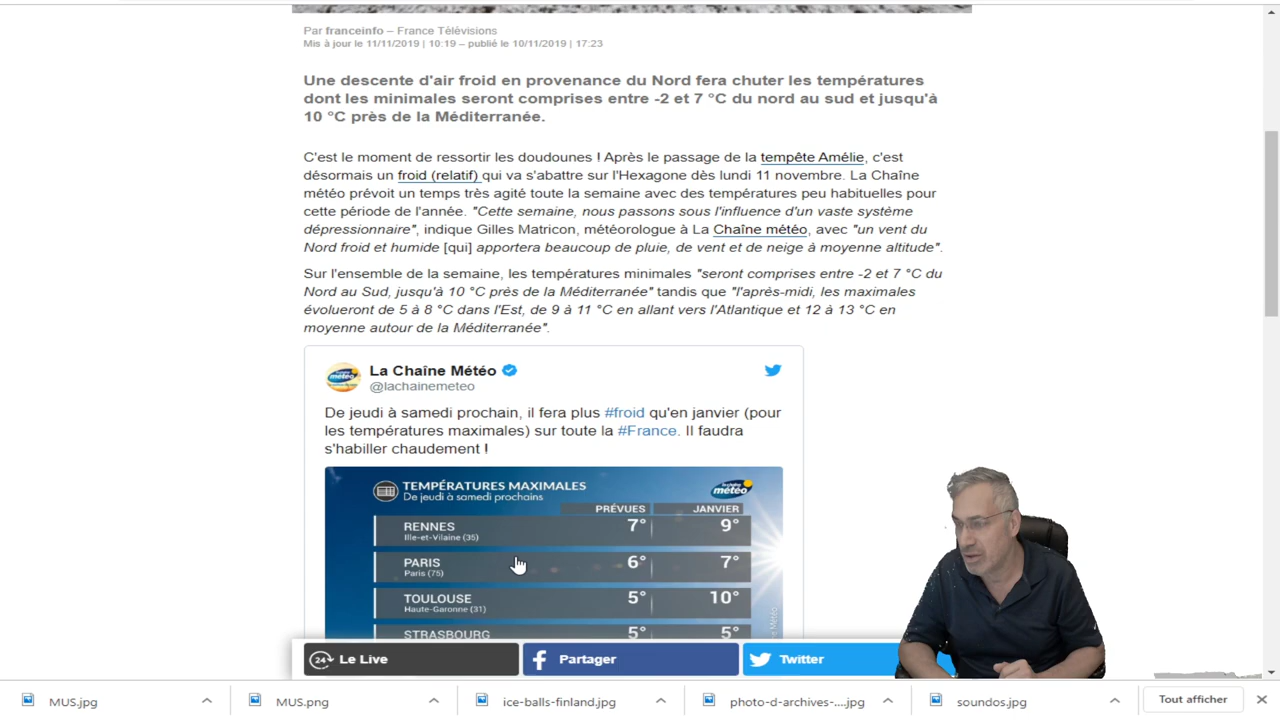 Par franceinfo – France Télévisions
Mis à jour le 11/11/2019 | 10:19 – publié le 10/11/2019 | 17:23
Une descente d'air froid en provenance du Nord fera chuter les températures
dont les minimales seront comprises entre -2 et 7 °C du nord au sud et jusqu'à
10 °C près de la Méditerranée.
C'est le moment de ressortir les doudounes ! Après le passage de la tempête Amélie, c'est
désormais un froid (relatif) qui va s'abattre sur l'Hexagone dès lundi 11 novembre. La Chaîne
météo prévoit un temps très agité toute la semaine avec des températures peu habituelles pour
cette période de l'année. "Cette semaine, nous passons sous l'influence d'un vaste système
dépressionnaire", indique Gilles Matricon, météorologue à La Chaîne météo, avec "un vent du
Nord froid et humide [qui] apportera beaucoup de pluie, de vent et de neige à moyenne altitude".
Sur l'ensemble de la semaine, les températures minimales "seront comprises entre -2 et 7 °C du
Nord au Sud, jusqu'à 10 °C près de la Méditerranée" tandis que "l'après-midi, les maximales
évolueront de 5 à 8 °C dans l'Est, de 9 à 11 °C en allant vers l'Atlantique et 12 à 13 °C en
moyenne autour de la Méditerranée".
La Chaîne Météo
@lachainemeteo
De jeudi à samedi prochain, il fera plus #froid qu'en janvier (pour
les températures maximales) sur toute la #France. Il faudra
s'habiller chaudement !
TEMPÉRATURES MAXIMALES
De jeudi à samedi prochains
la chaîne météo
PRÉVUES JANVIER
RENNES 7° 9°
Ille-et-Vilaine (35)
PARIS 6° 7°
Paris (75)
TOULOUSE 5° 10°
Haute-Garonne (31)
STRASBOURG 5° 5°
24 Le Live
Partager
Twitter
MUS.jpg
MUS.png
ice-balls-finland.jpg
photo-d-archives-....jpg
soundos.jpg
Tout afficher